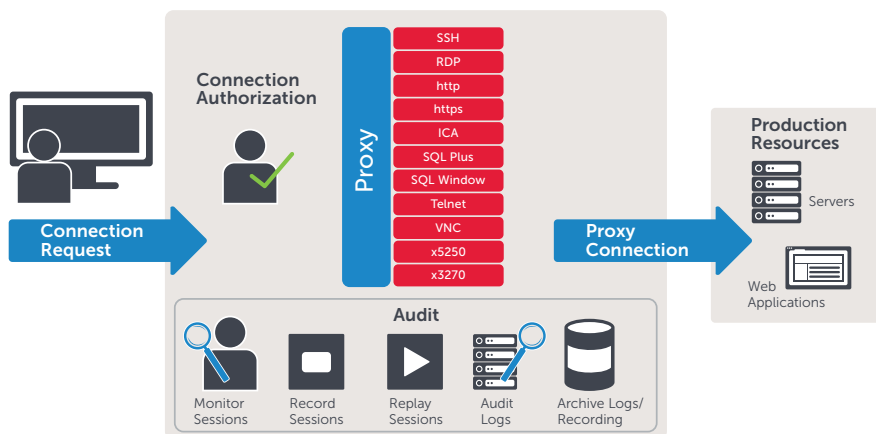 Connection
Request
Connection
Authorization
Proxy
SSH
RDP
http
https
ICA
SQL Plus
SQL Window
Telnet
VNC
x5250
x3270
Proxy
Connection
Production
Resources
Servers
Web
Applications
Audit
Monitor
Sessions
Record
Sessions
Replay
Sessions
Audit
Logs
Archive Logs/
Recording